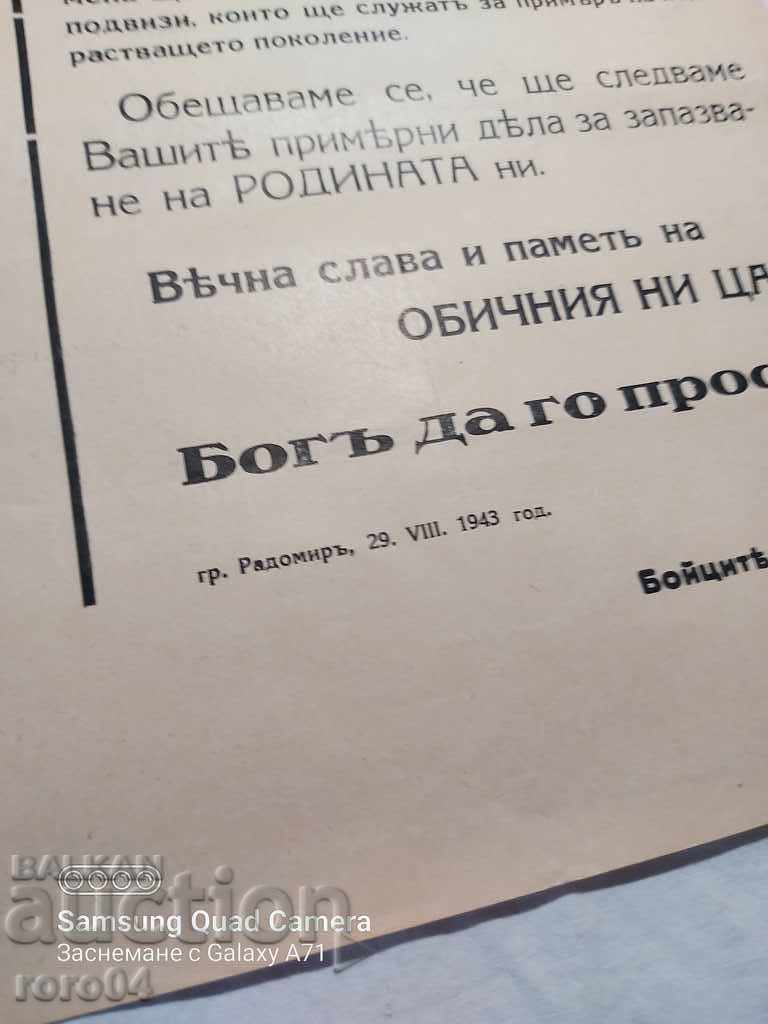 подвизи, които ще служатъ за примѣръ на
растващето поколение.
Обещаваме се, че ще следваме
Вашитѣ примѣрни дѣла за запазва-
не на РОДИНАТА ни.
Вѣчна слава и паметь на
ОБИЧНИЯ НИ ЦА
Богъ да го прос
гр. Радомиръ, 29. VIII. 1943 год.
Бойцитѣ
BALKAN
auction
Samsung Quad Camera
Заснемане с Galaxy A71
roro04